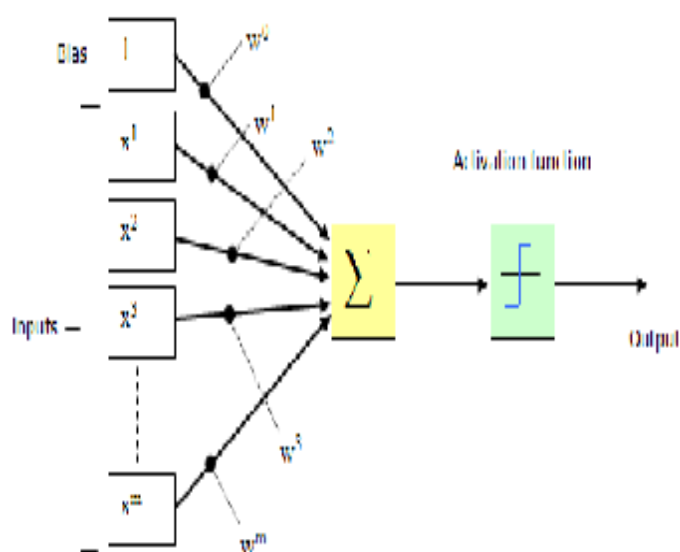 Bias 1
w⁰
x¹
w¹
w²
x²
Activation function
∑
Inputs
x³
Output
w³
xᵐ
wᵐ